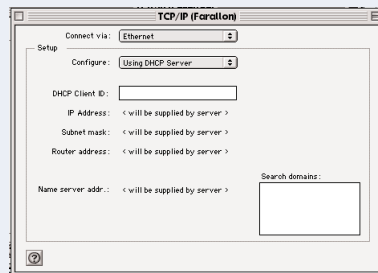 TCP/IP (Farallon)
Connect via: Ethernet
Setup
Configure: Using DHCP Server
DHCP Client ID:
IP Address: < will be supplied by server >
Subnet mask: < will be supplied by server >
Router address: < will be supplied by server >
Search domains:
Name server addr.: < will be supplied by server >
?